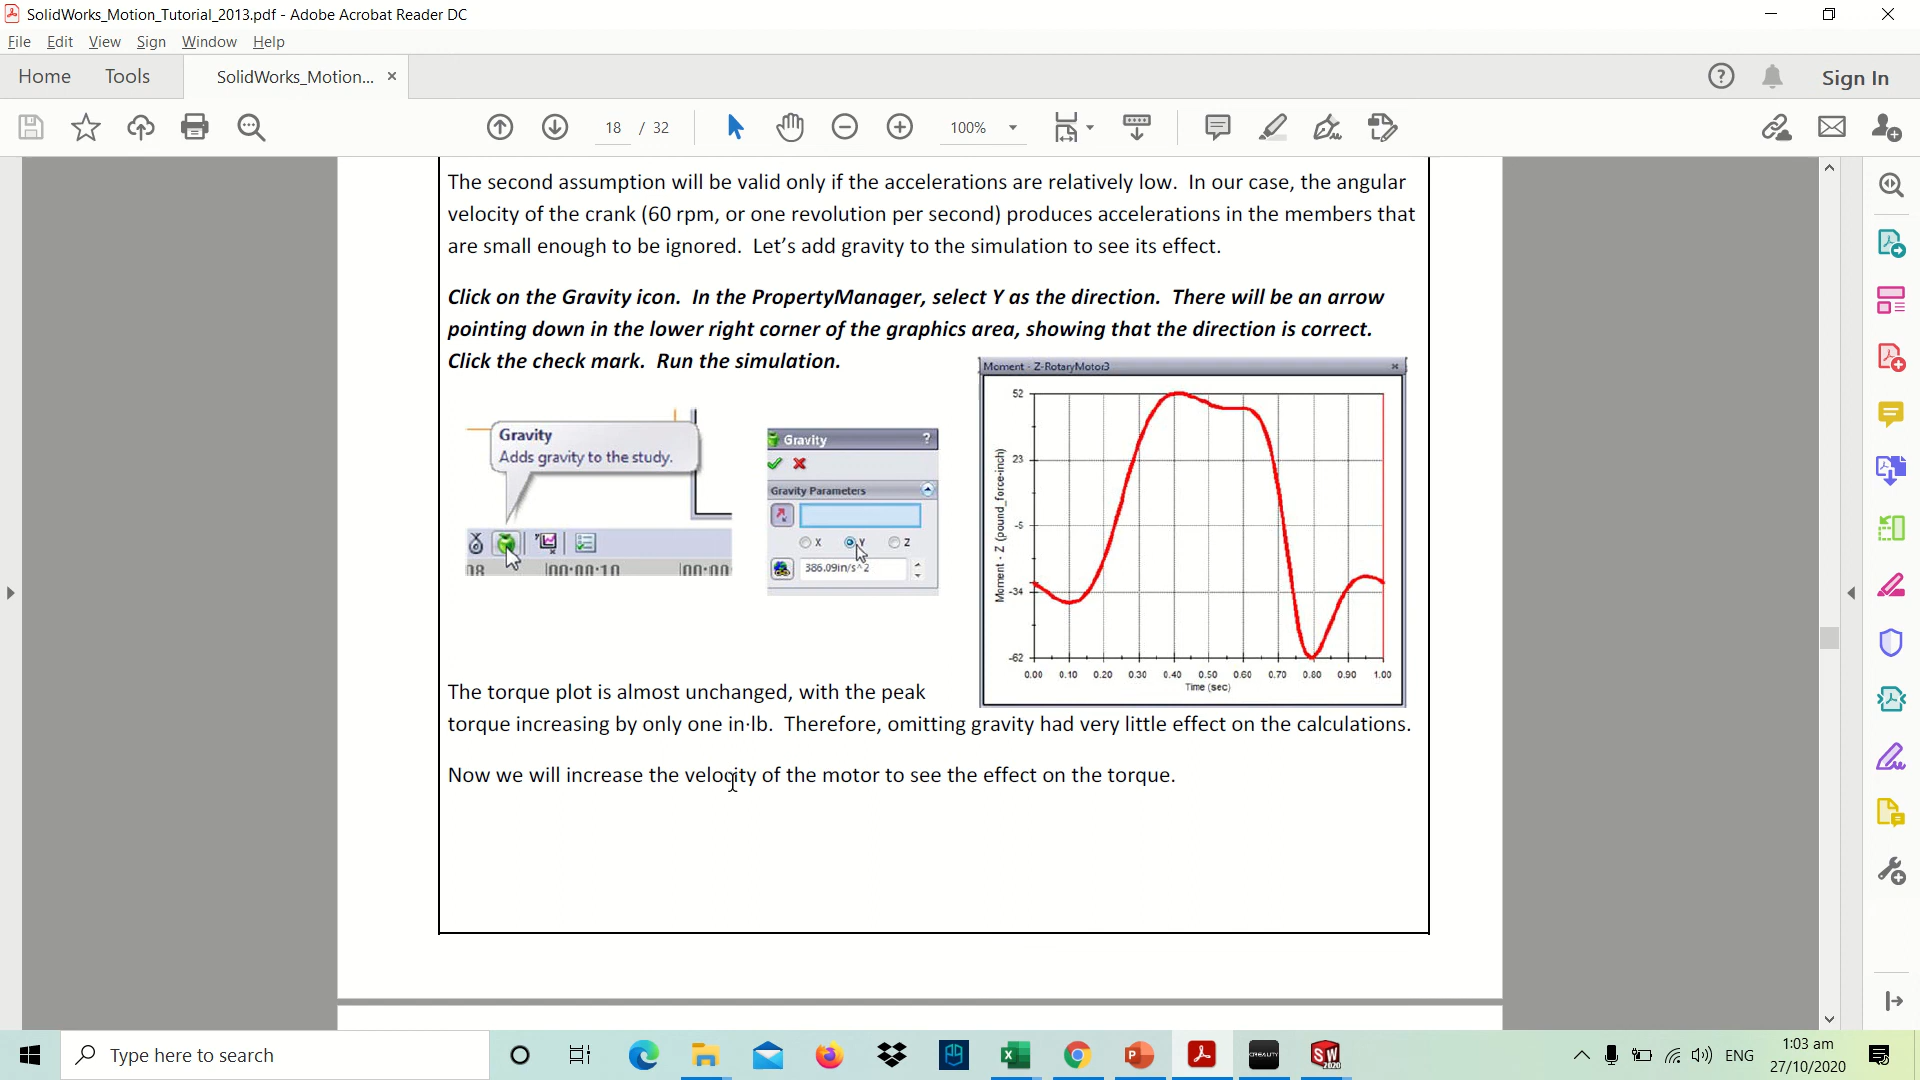 SolidWorks_Motion_Tutorial_2013.pdf - Adobe Acrobat Reader DC
File Edit View Sign Window Help
Home Tools SolidWorks_Motion... × Sign In
18 / 32 100%
The second assumption will be valid only if the accelerations are relatively low. In our case, the angular
velocity of the crank (60 rpm, or one revolution per second) produces accelerations in the members that
are small enough to be ignored. Let's add gravity to the simulation to see its effect.
Click on the Gravity icon. In the PropertyManager, select Y as the direction. There will be an arrow
pointing down in the lower right corner of the graphics area, showing that the direction is correct.
Click the check mark. Run the simulation.
Gravity
Adds gravity to the study.
00:00:10 00:00
Gravity ?
Gravity Parameters
X Y Z
386.09in/s^2
Moment - Z-RotaryMotor3
52
23
-5
-34
-62
Moment - Z (pound_force-inch)
0.00 0.10 0.20 0.30 0.40 0.50 0.60 0.70 0.80 0.90 1.00
Time (sec)
The torque plot is almost unchanged, with the peak
torque increasing by only one in·lb. Therefore, omitting gravity had very little effect on the calculations.
Now we will increase the velocity of the motor to see the effect on the torque.
Type here to search
CREALITY
SW
2020
ENG
1:03 am
27/10/2020